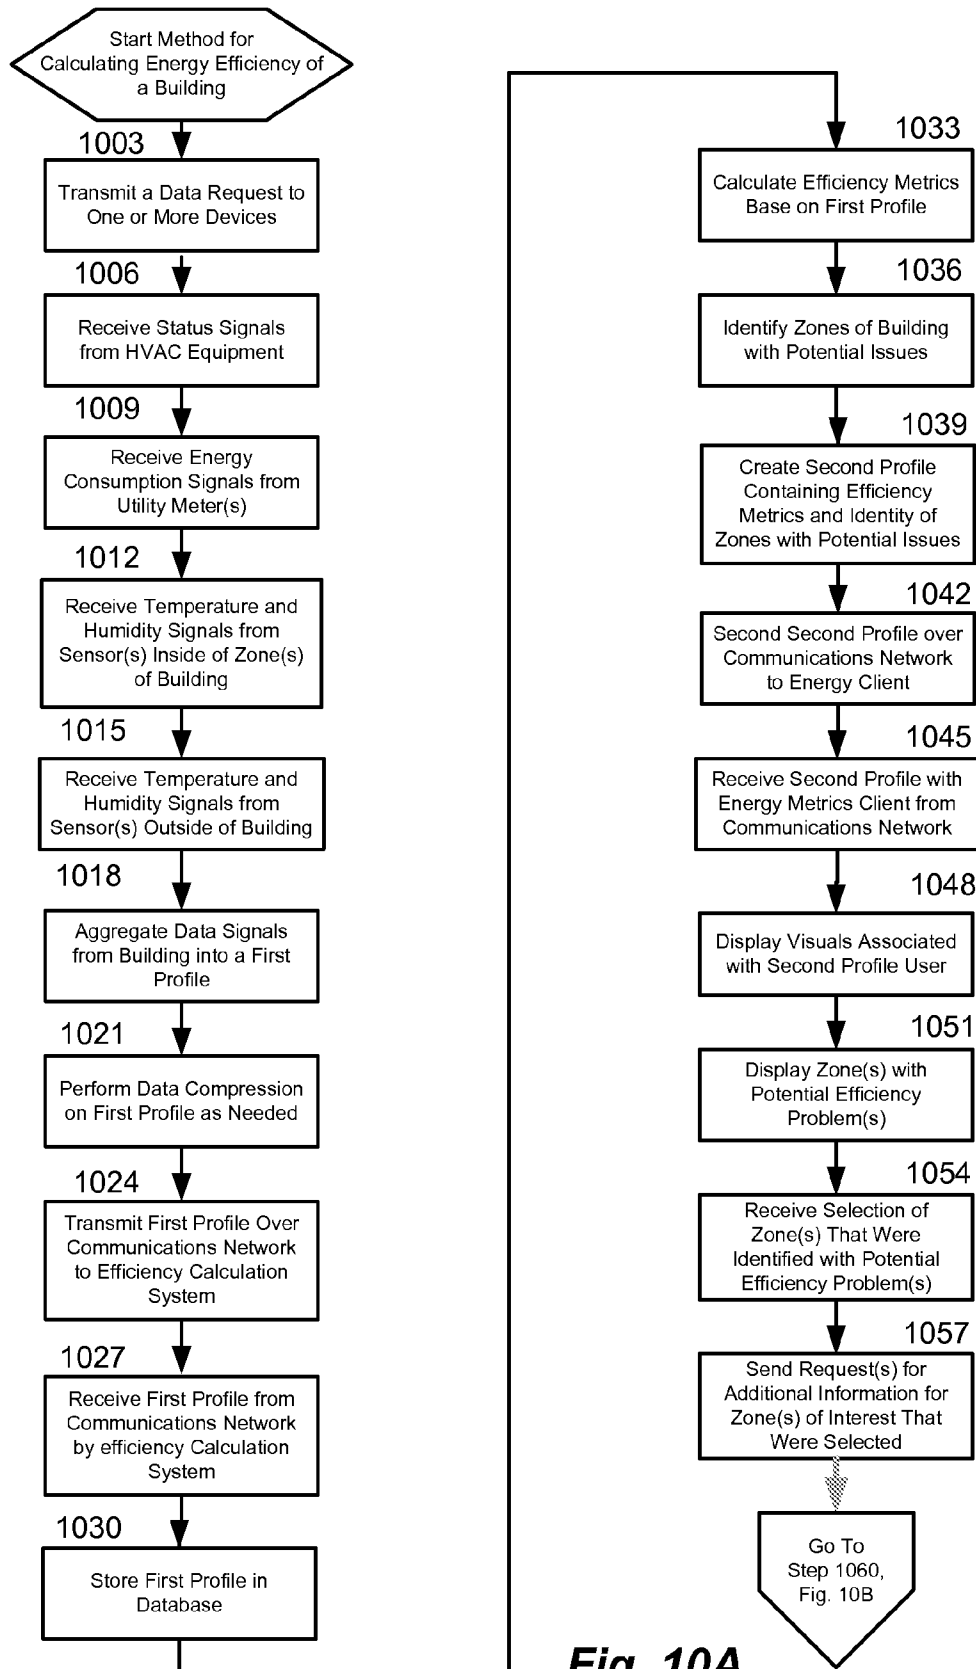 Start Method for
Calculating Energy Efficiency of
a Building
1003
Transmit a Data Request to
One or More Devices
1006
Receive Status Signals
from HVAC Equipment
1009
Receive Energy
Consumption Signals from
Utility Meter(s)
1012
Receive Temperature and
Humidity Signals from
Sensor(s) Inside of Zone(s)
of Building
1015
Receive Temperature and
Humidity Signals from
Sensor(s) Outside of Building
1018
Aggregate Data Signals
from Building into a First
Profile
1021
Perform Data Compression
on First Profile as Needed
1024
Transmit First Profile Over
Communications Network
to Efficiency Calculation
System
1027
Receive First Profile from
Communications Network
by efficiency Calculation
System
1030
Store First Profile in
Database
1033
Calculate Efficiency Metrics
Base on First Profile
1036
Identify Zones of Building
with Potential Issues
1039
Create Second Profile
Containing Efficiency
Metrics and Identity of
Zones with Potential Issues
1042
Second Second Profile over
Communications Network
to Energy Client
1045
Receive Second Profile with
Energy Metrics Client from
Communications Network
1048
Display Visuals Associated
with Second Profile User
1051
Display Zone(s) with
Potential Efficiency
Problem(s)
1054
Receive Selection of
Zone(s) That Were
Identified with Potential
Efficiency Problem(s)
1057
Send Request(s) for
Additional Information for
Zone(s) of Interest That
Were Selected
Go To
Step 1060,
Fig. 10B
Fig. 10A